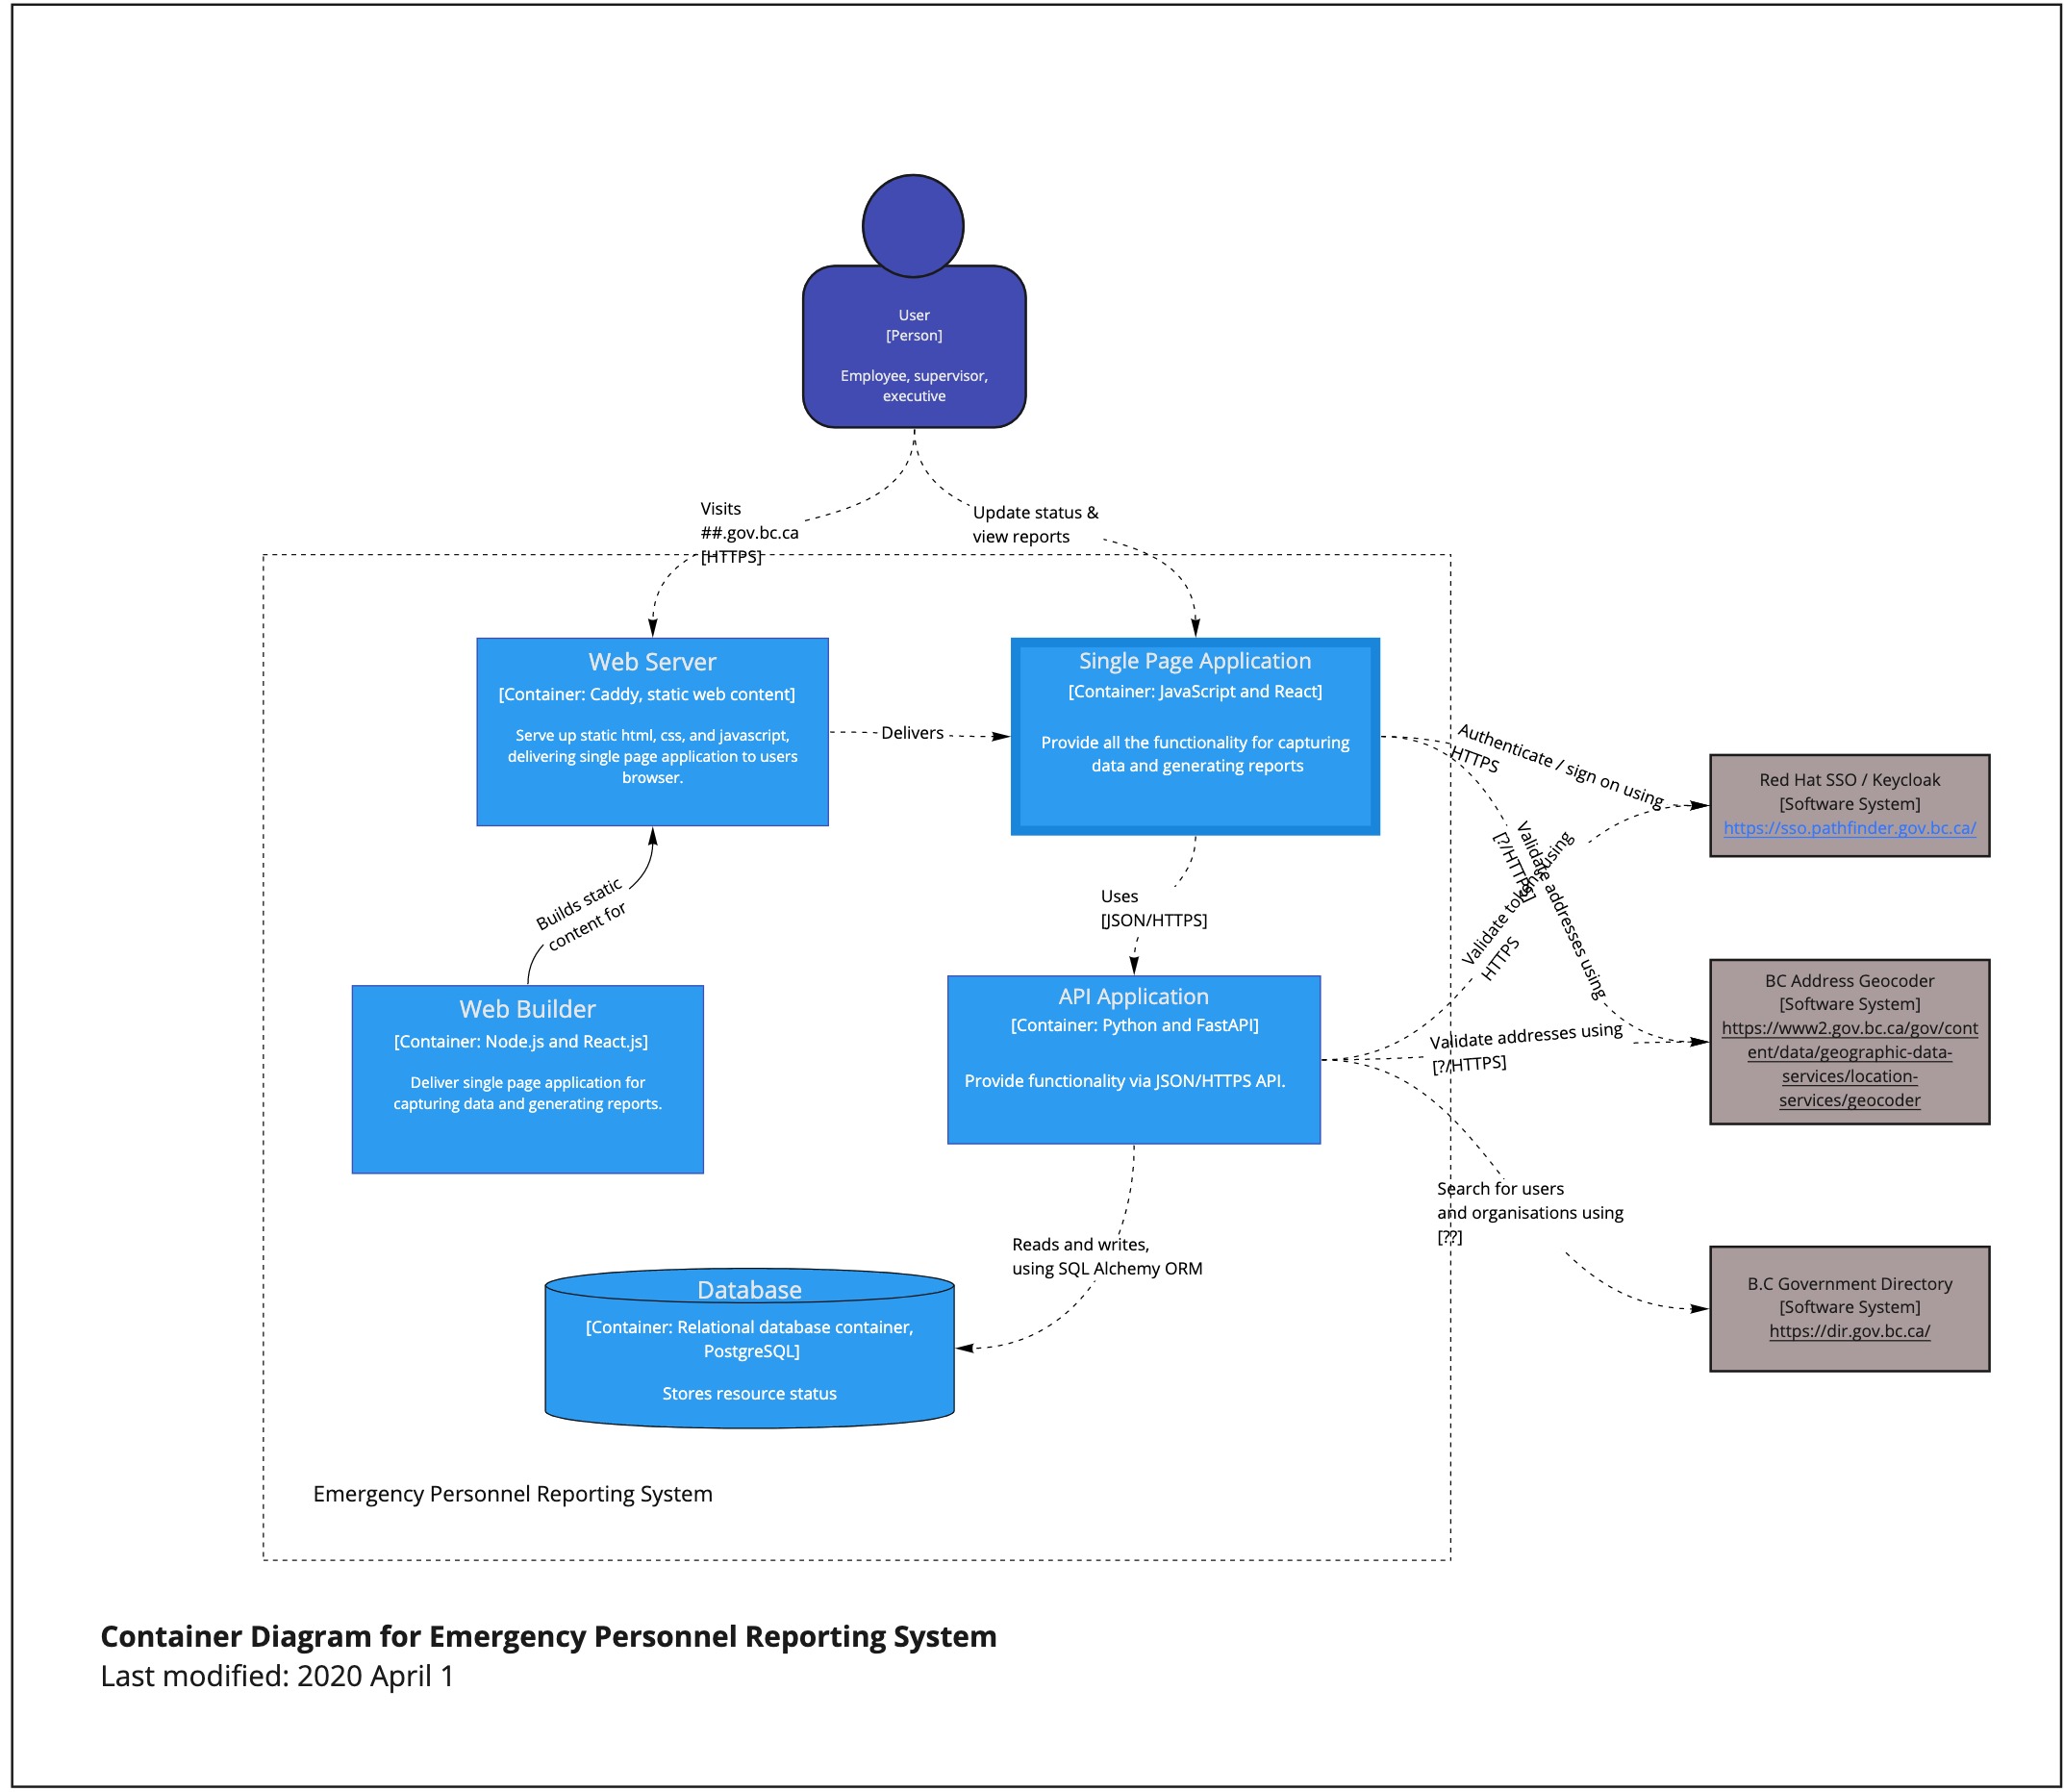 User
[Person]
Employee, supervisor,
executive
Visits
##.gov.bc.ca
[HTTPS]
Update status &
view reports
Web Server
[Container: Caddy, static web content]
Serve up static html, css, and javascript,
delivering single page application to users
browser.
Delivers
Single Page Application
[Container: JavaScript and React]
Provide all the functionality for capturing
data and generating reports
Authenticate / sign on using
HTTPS
Red Hat SSO / Keycloak
[Software System]
https://sso.pathfinder.gov.bc.ca/
Validate addresses using
[?/HTTPS]
Validate tokens using
HTTPS
Builds static
content for
Uses
[JSON/HTTPS]
Web Builder
[Container: Node.js and React.js]
Deliver single page application for
capturing data and generating reports.
API Application
[Container: Python and FastAPI]
Provide functionality via JSON/HTTPS API.
Validate addresses using
[?/HTTPS]
BC Address Geocoder
[Software System]
https://www2.gov.bc.ca/gov/cont
ent/data/geographic-data-
services/location-
services/geocoder
Search for users
and organisations using
[??]
B.C Government Directory
[Software System]
https://dir.gov.bc.ca/
Reads and writes,
using SQL Alchemy ORM
Database
[Container: Relational database container,
PostgreSQL]
Stores resource status
Emergency Personnel Reporting System
Container Diagram for Emergency Personnel Reporting System
Last modified: 2020 April 1